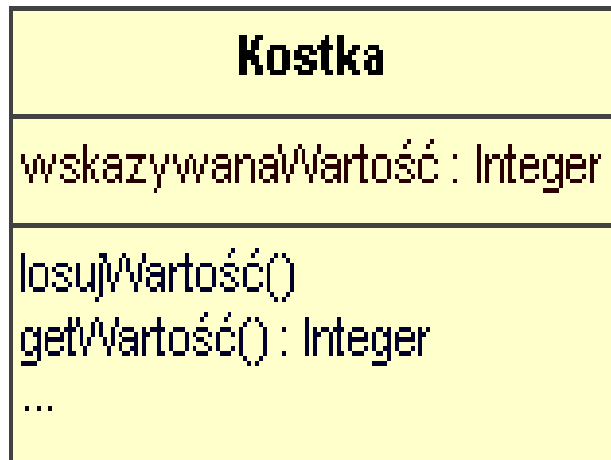 Kostka
wskazywanaWartość : Integer
losujWartość()
getWartość() : Integer
...